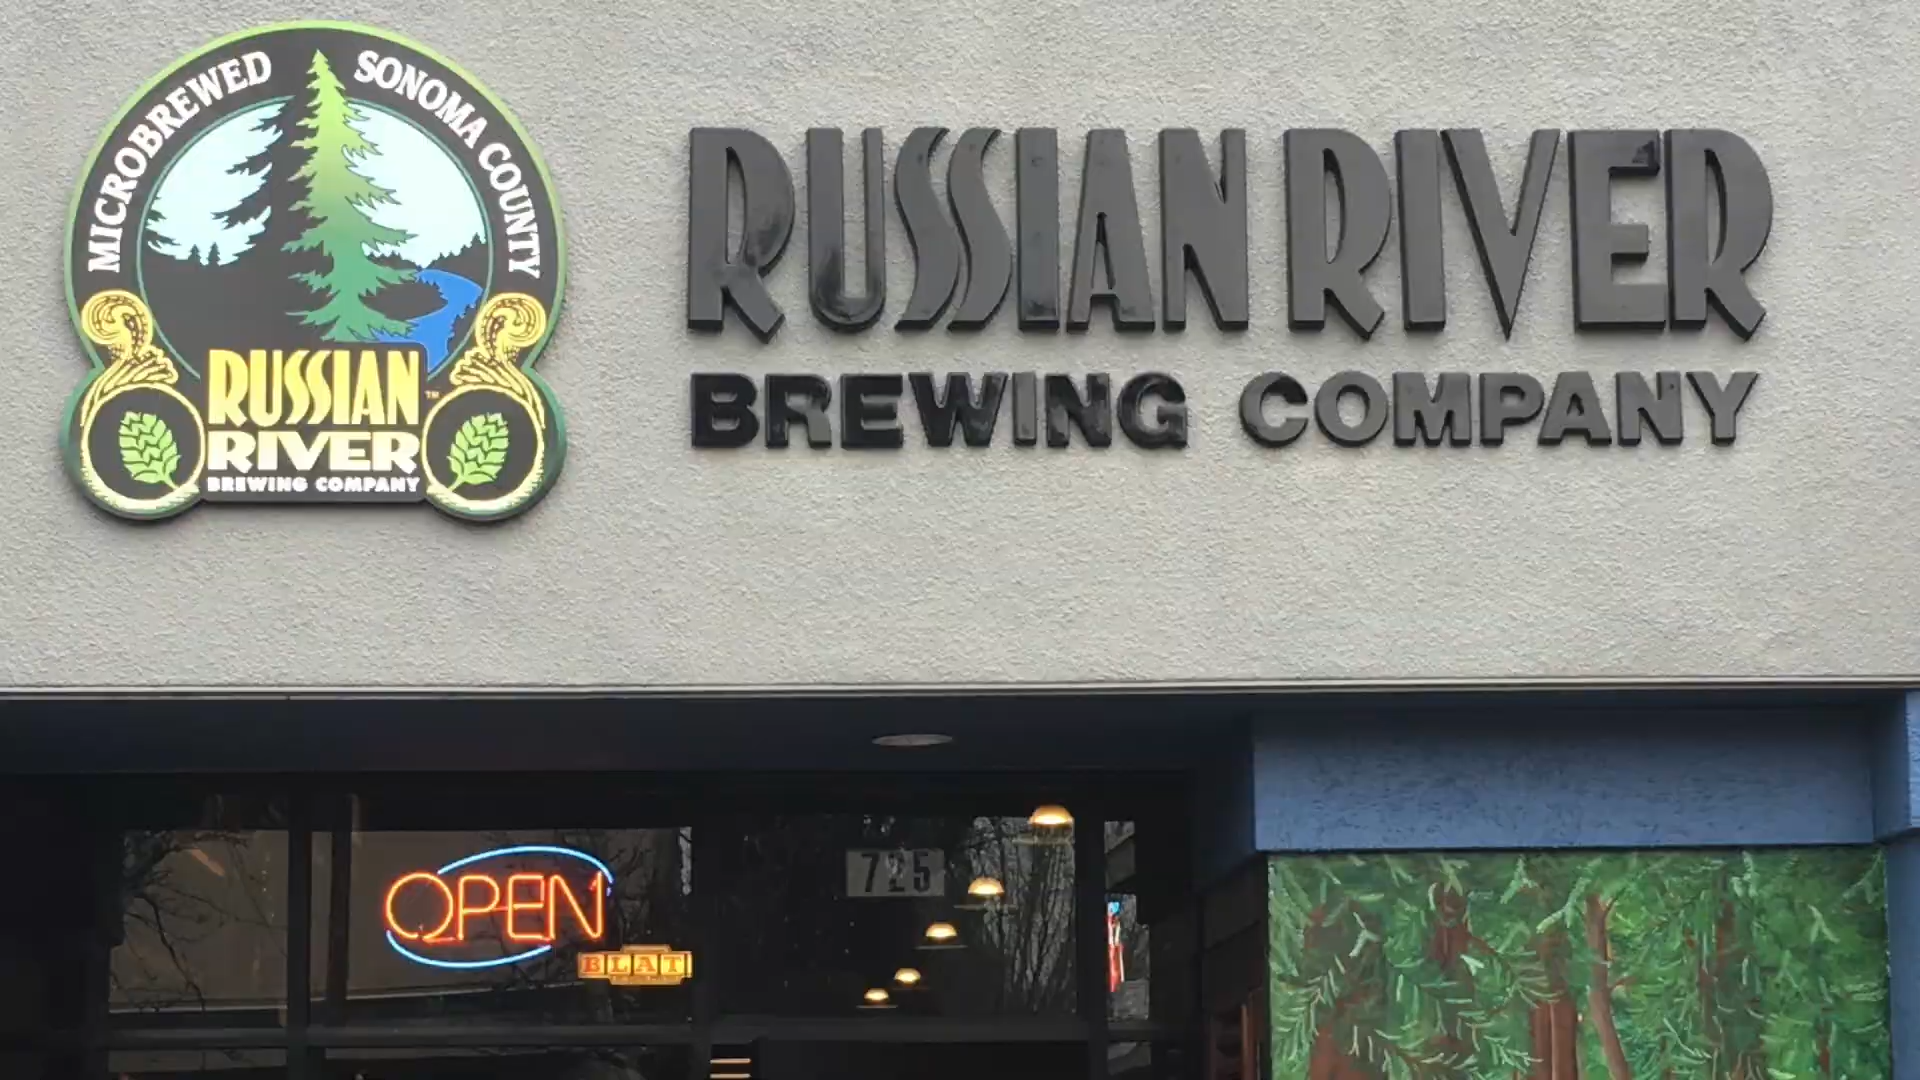 MICROBREWED SONOMA COUNTY
RUSSIAN
RIVER
BREWING COMPANY
RUSSIAN RIVER
BREWING COMPANY
OPEN
725
BLAT